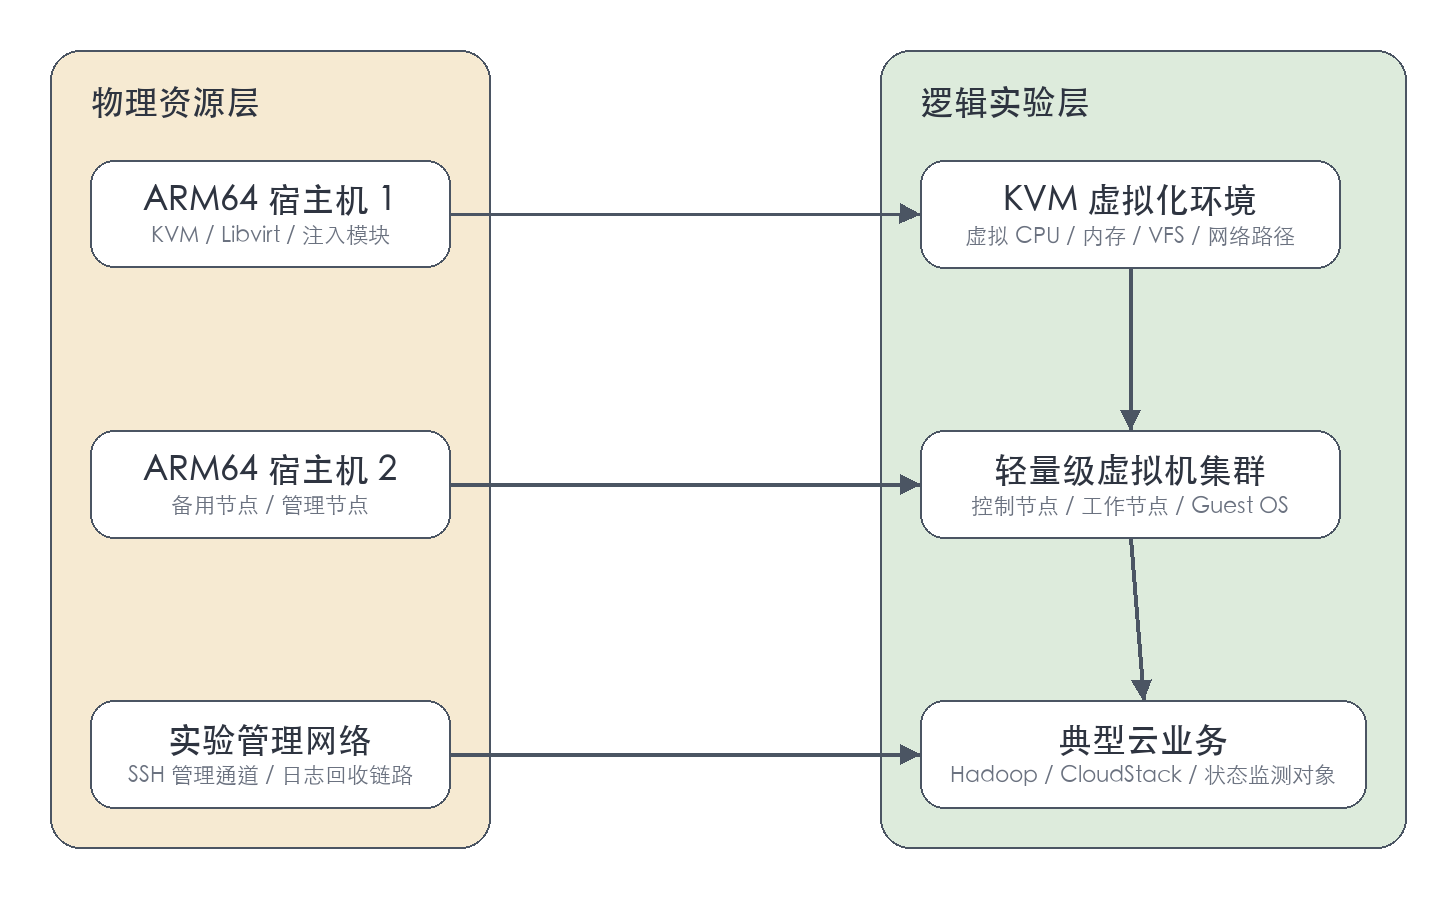 物理资源层
ARM64 宿主机 1
KVM / Libvirt / 注入模块
ARM64 宿主机 2
备用节点 / 管理节点
实验管理网络
SSH 管理通道 / 日志回收链路
逻辑实验层
KVM 虚拟化环境
虚拟 CPU / 内存 / VFS / 网络路径
轻量级虚拟机集群
控制节点 / 工作节点 / Guest OS
典型云业务
Hadoop / CloudStack / 状态监测对象